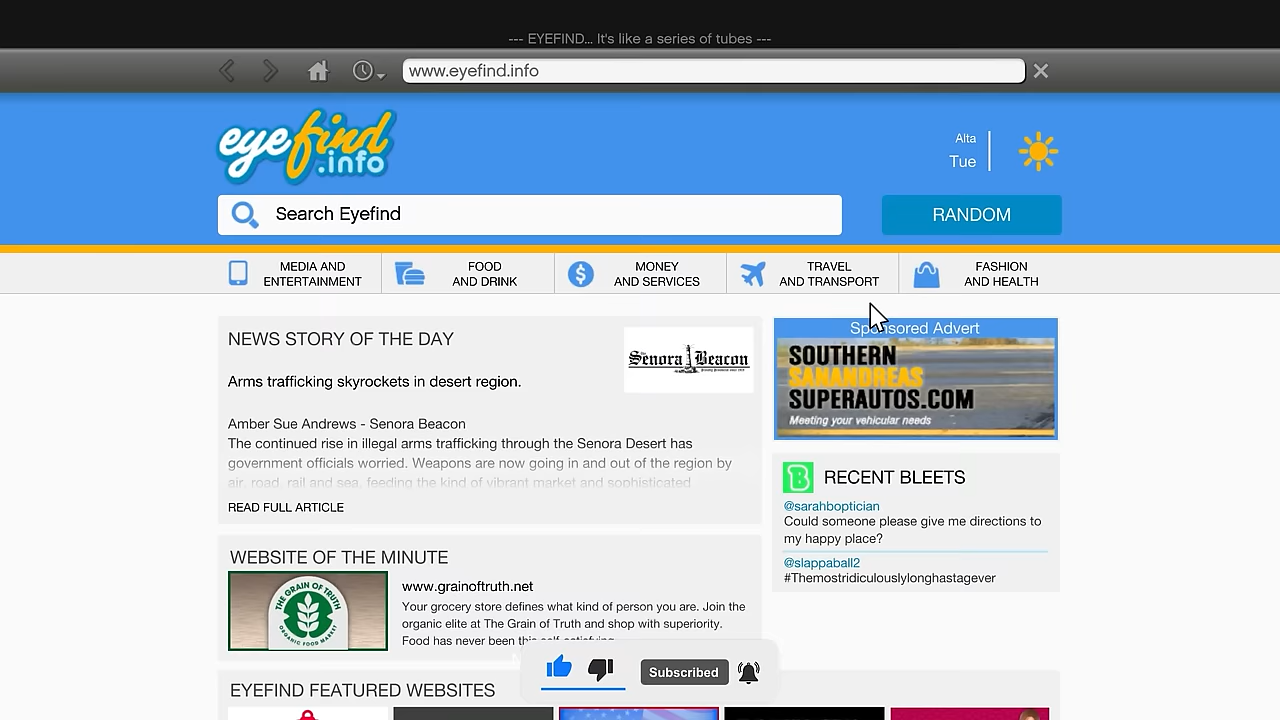 --- EYEFIND... It's like a series of tubes ---
www.eyefind.info
eyefind
.info
Alta
Tue
Search Eyefind
RANDOM
MEDIA AND
ENTERTAINMENT
FOOD
AND DRINK
MONEY
AND SERVICES
TRAVEL
AND TRANSPORT
FASHION
AND HEALTH
NEWS STORY OF THE DAY
Senora Beacon
Arms trafficking skyrockets in desert region.
Amber Sue Andrews - Senora Beacon
The continued rise in illegal arms trafficking through the Senora Desert has
government officials worried. Weapons are now going in and out of the region by
air, road, rail and sea, feeding the kind of vibrant market and sophisticated
READ FULL ARTICLE
Sponsored Advert
SOUTHERN
SANANDREAS
SUPERAUTOS.COM
Meeting your vehicular needs
B
RECENT BLEETS
@sarahboptician
Could someone please give me directions to
my happy place?
@slappaball2
#Themostridiculouslylonghastagever
WEBSITE OF THE MINUTE
THE GRAIN OF TRUTH
ORGANIC FOOD MARKET
www.grainoftruth.net
Your grocery store defines what kind of person you are. Join the
organic elite at The Grain of Truth and shop with superiority.
Food has never been this self-satisfying.
Subscribed
EYEFIND FEATURED WEBSITES